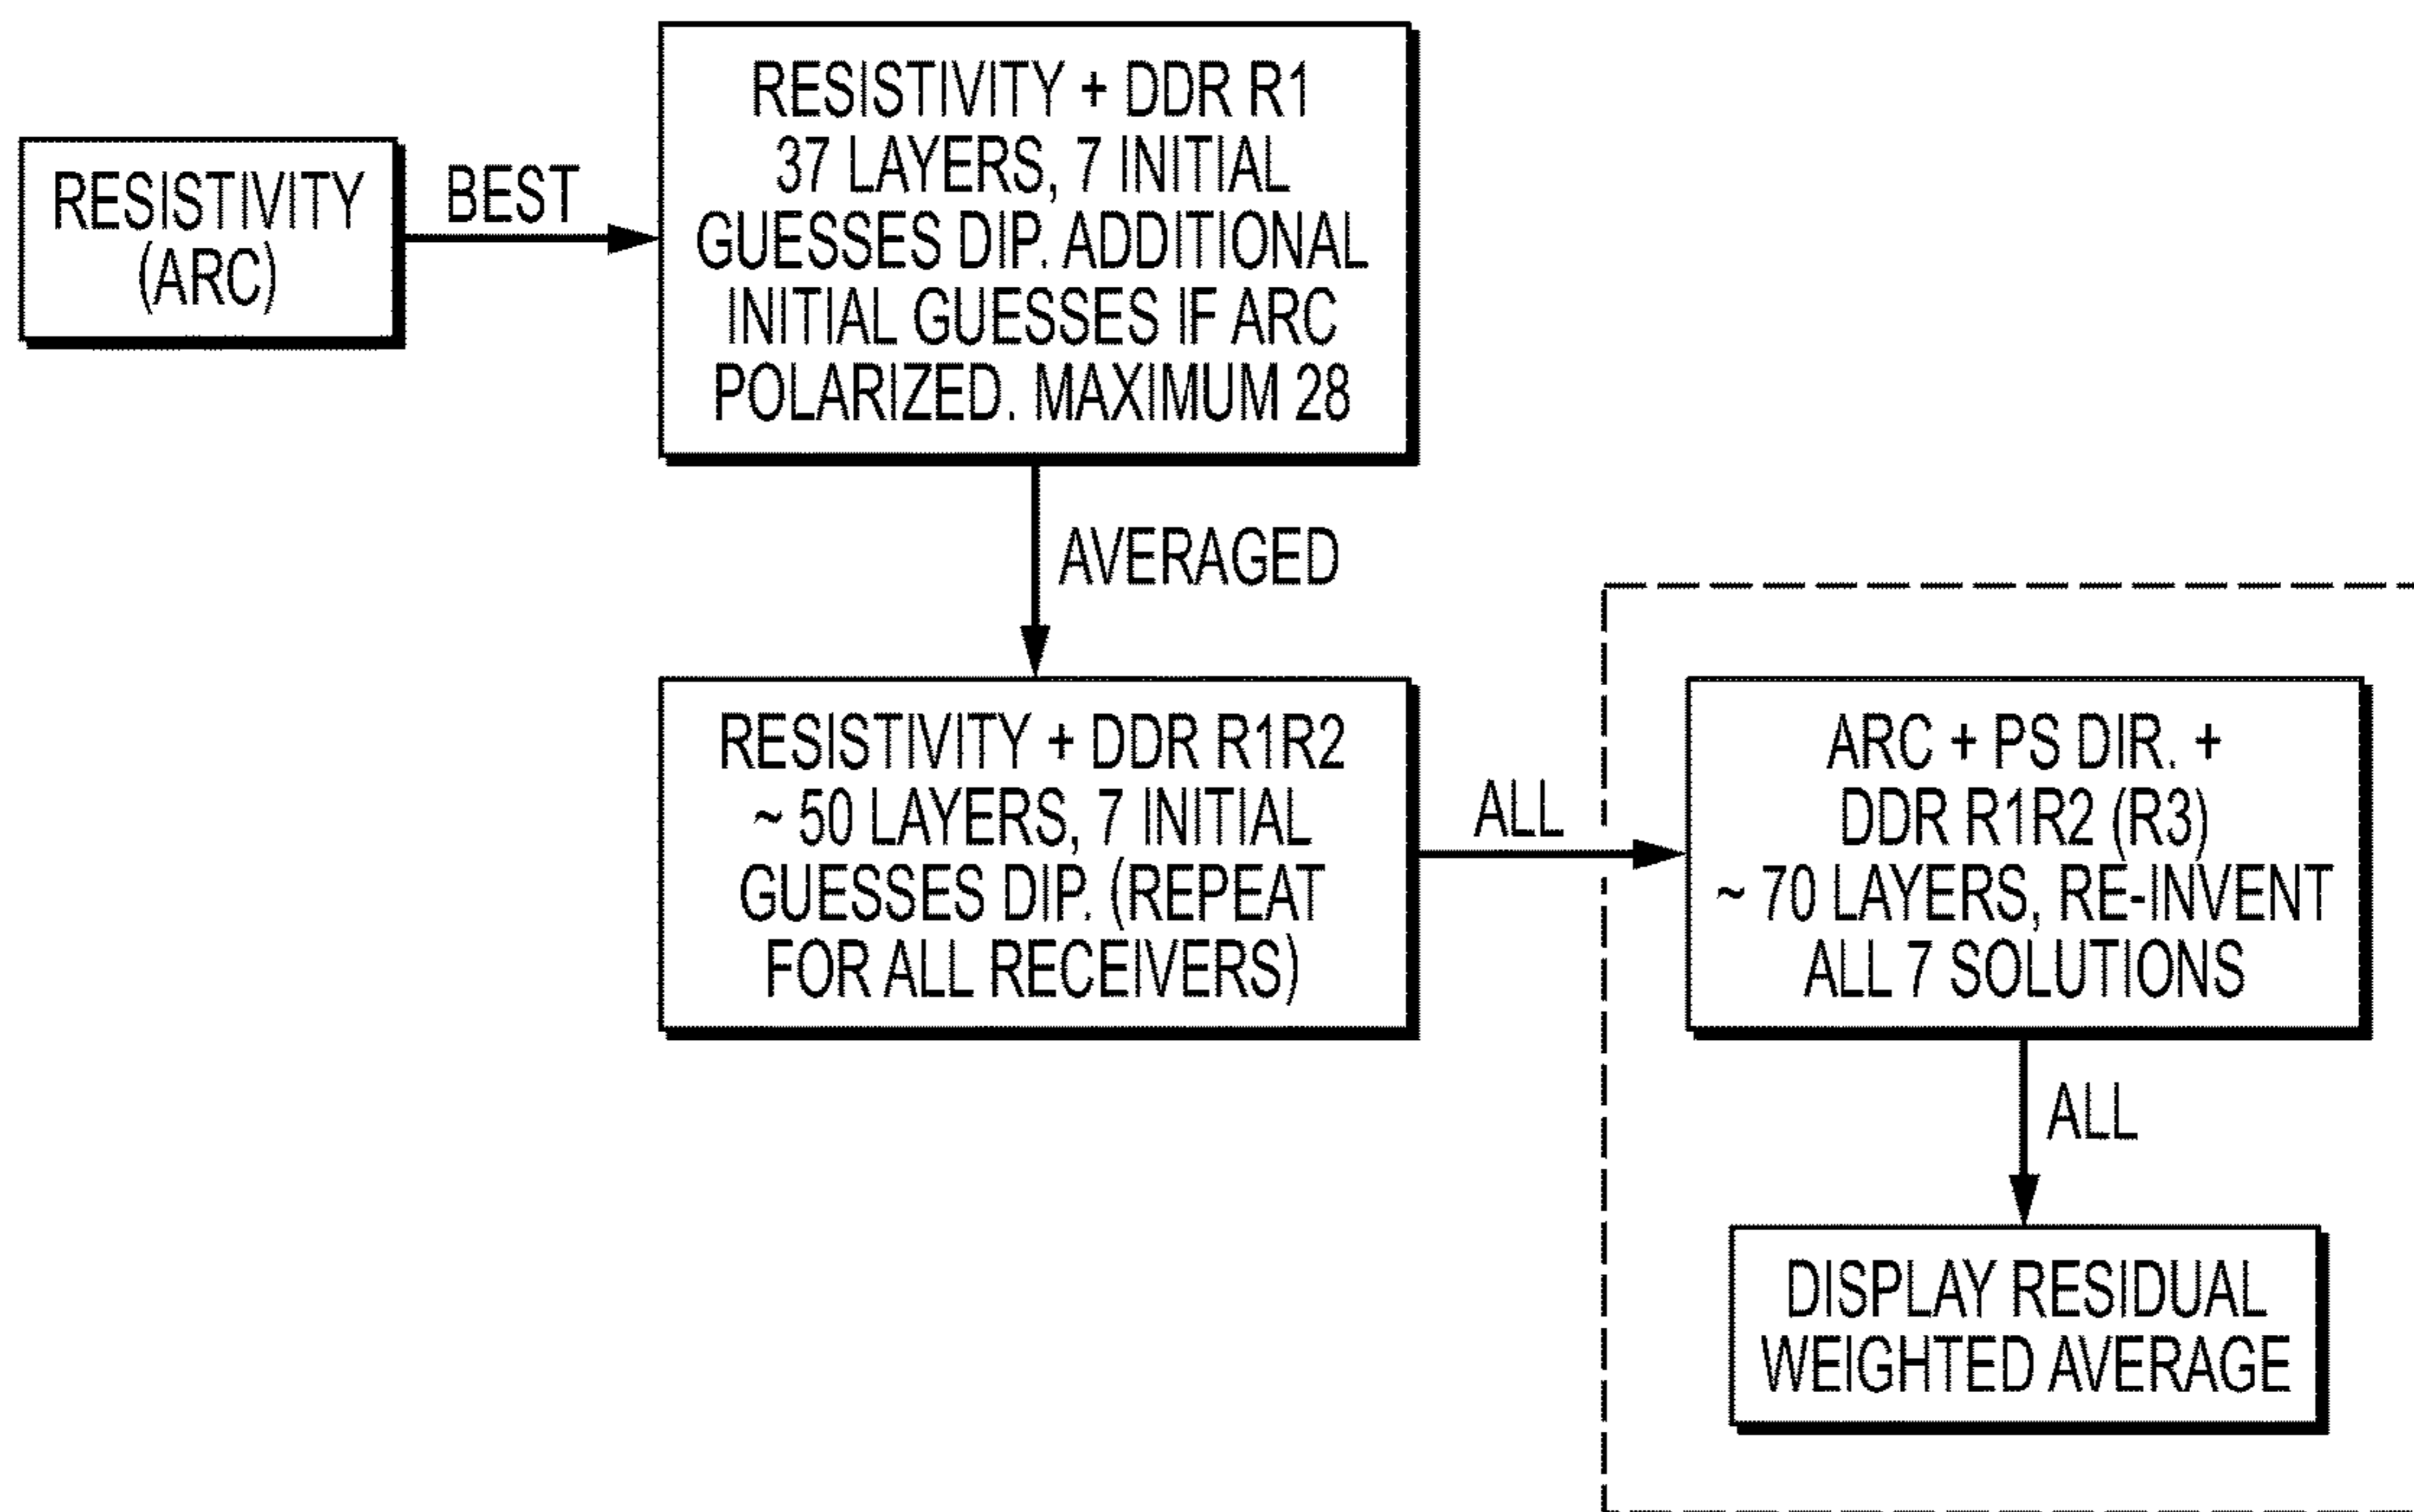 RESISTIVITY
(ARC)
BEST
RESISTIVITY + DDR R1
37 LAYERS, 7 INITIAL
GUESSES DIP. ADDITIONAL
INITIAL GUESSES IF ARC
POLARIZED. MAXIMUM 28
AVERAGED
RESISTIVITY + DDR R1R2
~ 50 LAYERS, 7 INITIAL
GUESSES DIP. (REPEAT
FOR ALL RECEIVERS)
ALL
ARC + PS DIR. +
DDR R1R2 (R3)
~ 70 LAYERS, RE-INVENT
ALL 7 SOLUTIONS
ALL
DISPLAY RESIDUAL
WEIGHTED AVERAGE